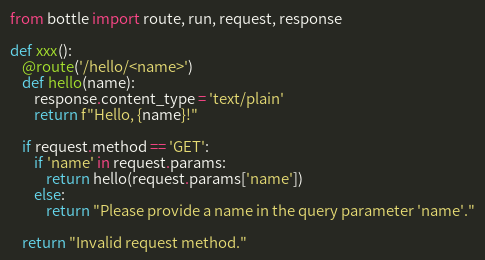 from bottle import route, run, request, response

def xxx():
    @route('/hello/<name>')
    def hello(name):
        response.content_type = 'text/plain'
        return f"Hello, {name}!"

    if request.method == 'GET':
        if 'name' in request.params:
            return hello(request.params['name'])
        else:
            return "Please provide a name in the query parameter 'name'."

    return "Invalid request method."